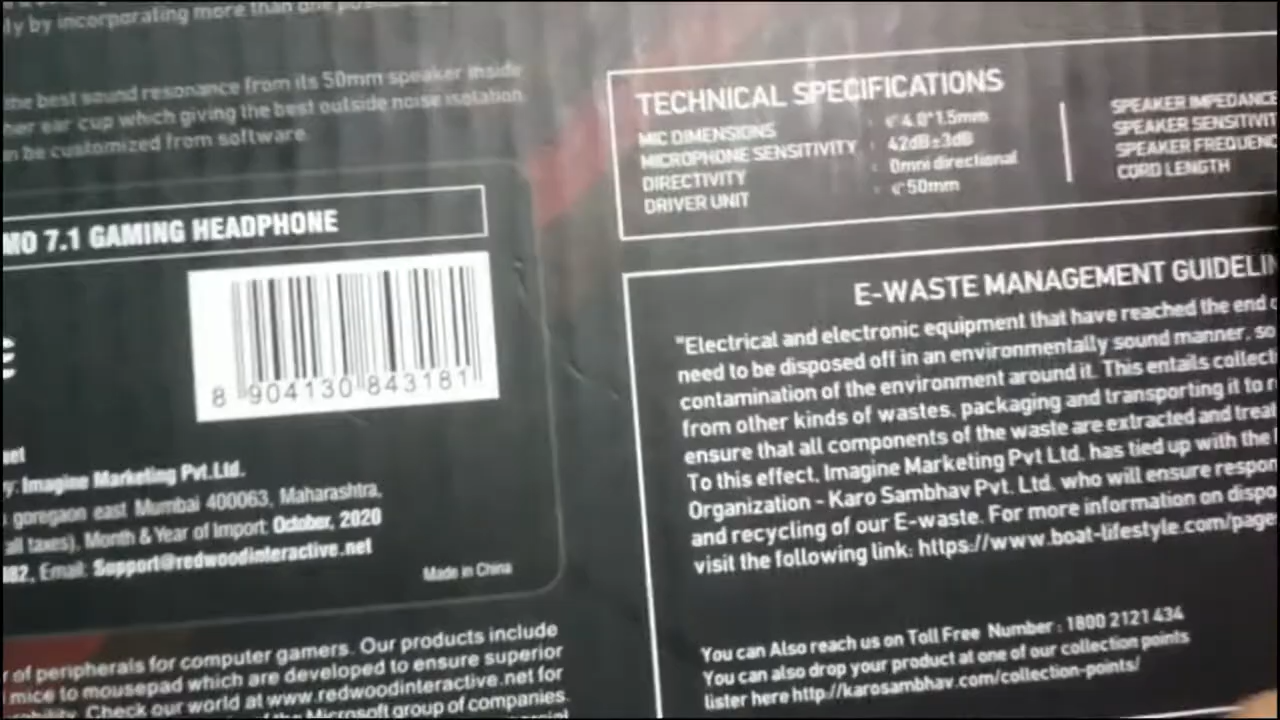 ly by incorporating more than one
the best sound resonance from its 50mm speaker inside
her ear cup which giving the best outside noise isolation
n be customized from software.
MO 7.1 GAMING HEADPHONE
8 904130 843181
y: Imagine Marketing Pvt.Ltd.
goregaon east Mumbai 400063, Maharashtra,
all taxes), Month & Year of Import: October, 2020
882, Email: Support@redwoodinteractive.net
Made in China
r of peripherals for computer gamers. Our products include
mice to mousepad which are developed to ensure superior
Check our world at www.redwoodinteractive.net for
of the Microsoft group of companies.
TECHNICAL SPECIFICATIONS
MIC DIMENSIONS : 4.0*1.5mm
MICROPHONE SENSITIVITY : 42dB±3dB
DIRECTIVITY : Omni directional
DRIVER UNIT : 50mm
SPEAKER IMPEDANCE
SPEAKER SENSITIVIT
SPEAKER FREQUENC
CORD LENGTH
E-WASTE MANAGEMENT GUIDELIN
"Electrical and electronic equipment that have reached the end o
need to be disposed off in an environmentally sound manner, so
contamination of the environment around it. This entails collect
from other kinds of wastes, packaging and transporting it to r
ensure that all components of the waste are extracted and treat
To this effect, Imagine Marketing Pvt Ltd. has tied up with the
Organization - Karo Sambhav Pvt. Ltd. who will ensure respon
and recycling of our E-waste. For more information on dispo
visit the following link: https://www.boat-lifestyle.com/page
You can Also reach us on Toll Free Number : 1800 2121 434
You can also drop your product at one of our collection points
lister here http://karosambhav.com/collection-points/